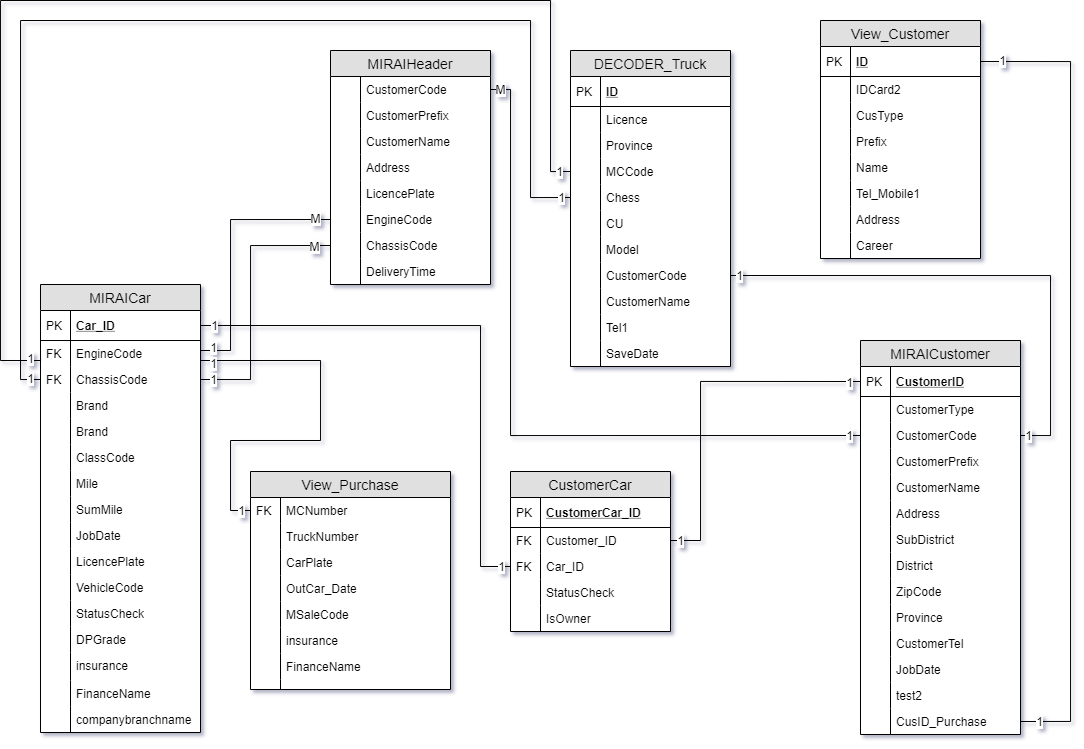 View_Customer
PK ID
IDCard2
CusType
Prefix
Name
Tel_Mobile1
Address
Career
1
MIRAIHeader
CustomerCode
CustomerPrefix
CustomerName
Address
LicencePlate
EngineCode
ChassisCode
DeliveryTime
M
M
M
DECODER_Truck
PK ID
Licence
Province
MCCode
Chess
CU
Model
CustomerCode
CustomerName
Tel1
SaveDate
1
1
1
MIRAICar
PK Car_ID
FK EngineCode
FK ChassisCode
Brand
Brand
ClassCode
Mile
SumMile
JobDate
LicencePlate
VehicleCode
StatusCheck
DPGrade
insurance
FinanceName
companybranchname
1
1
1
1
1
1
View_Purchase
FK MCNumber
TruckNumber
CarPlate
OutCar_Date
MSaleCode
insurance
FinanceName
1
CustomerCar
PK CustomerCar_ID
FK Customer_ID
FK Car_ID
StatusCheck
IsOwner
1
1
MIRAICustomer
PK CustomerID
CustomerType
CustomerCode
CustomerPrefix
CustomerName
Address
SubDistrict
District
ZipCode
Province
CustomerTel
JobDate
test2
CusID_Purchase
1
1
1
1